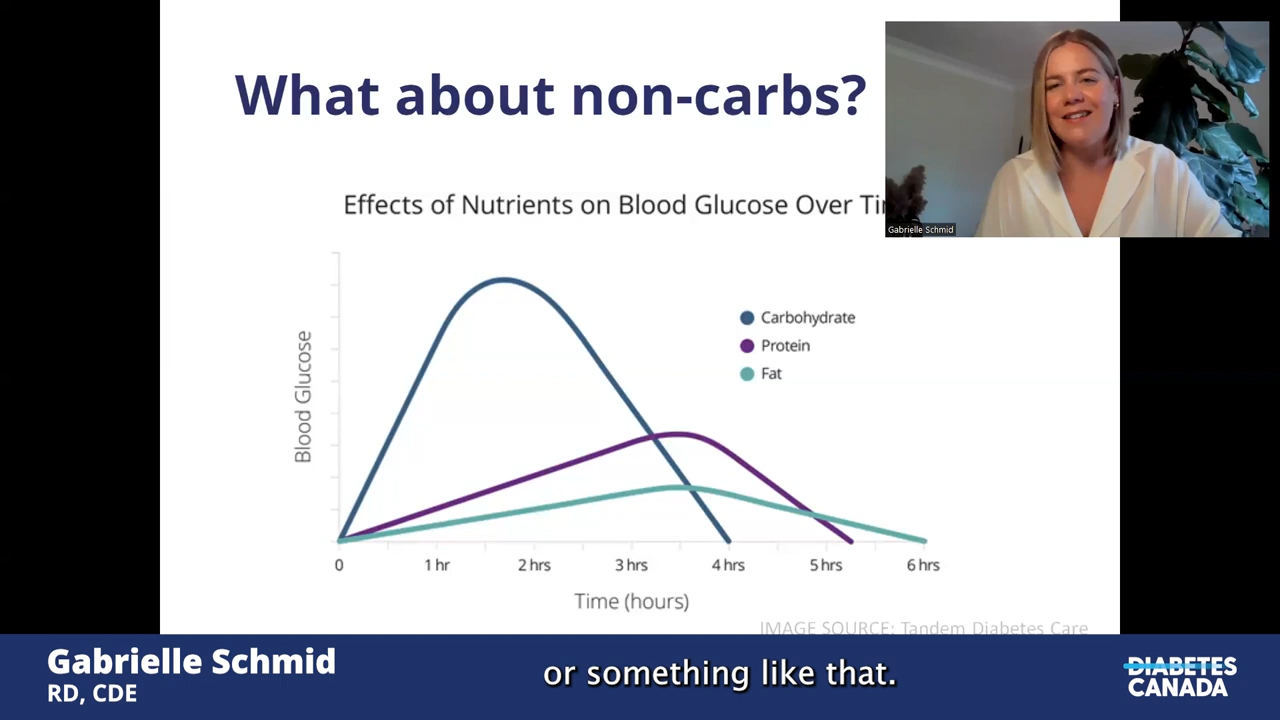 What about non-carbs?
Gabrielle Schmid
Effects of Nutrients on Blood Glucose Over
Carbohydrate
Protein
Fat
Blood Glucose
0 1 hr 2 hrs 3 hrs 4 hrs 5 hrs 6 hrs
Time (hours)
IMAGE SOURCE: Tandem Diabetes Care
Gabrielle Schmid
RD, CDE
or something like that.
DIABETES
CANADA